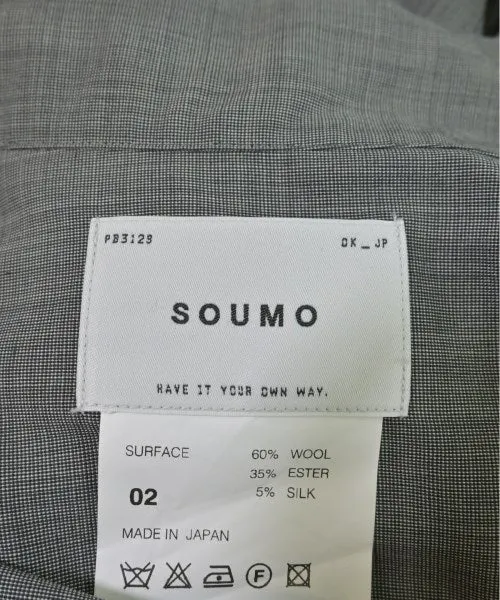 PB3129 OK_JP
SOUMO
HAVE IT YOUR OWN WAY.
SURFACE 60% WOOL
35% ESTER
02 5% SILK
MADE IN JAPAN
F